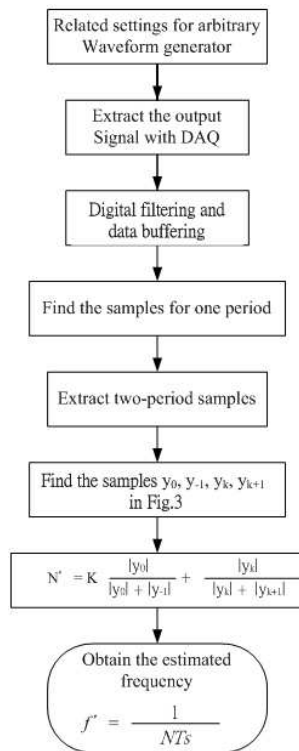 Related settings for arbitrary
Waveform generator
Extract the output
Signal with DAQ
Digital filtering and
data buffering
Find the samples for one period
Extract two-period samples
Find the samples y₀, y₋₁, yₖ, yₖ₊₁
in Fig.3
N* = K |y₀| / (|y₀| + |y₋₁|) + |yₖ| / (|yₖ| + |yₖ₊₁|)
Obtain the estimated
frequency
f* = 1 / NTs